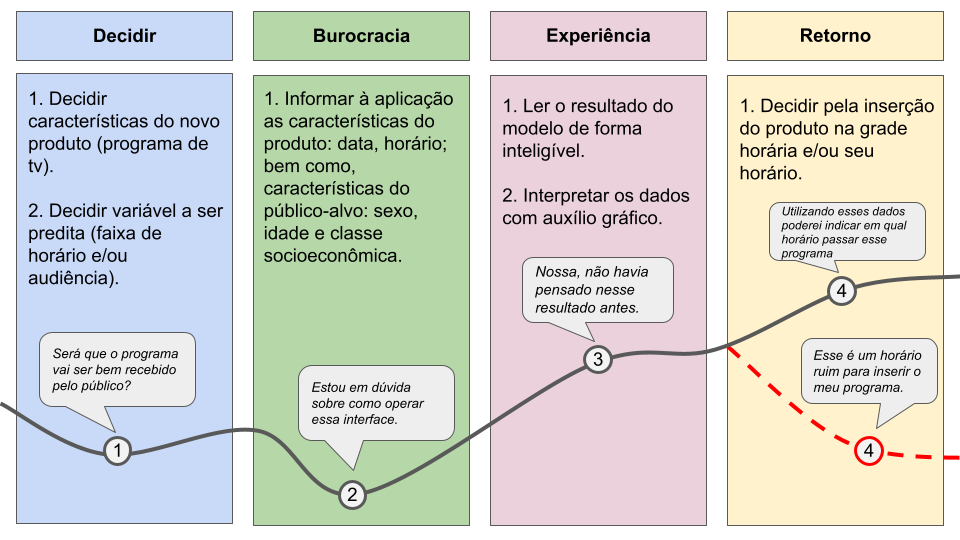 Decidir
1. Decidir
características do novo
produto (programa de
tv).
2. Decidir variável a ser
predita (faixa de
horário e/ou
audiência).
Será que o programa
vai ser bem recebido
pelo público?
1
Burocracia
1. Informar à aplicação
as características do
produto: data, horário;
bem como,
características do
público-alvo: sexo,
idade e classe
socioeconômica.
Estou em dúvida
sobre como operar
essa interface.
2
Experiência
1. Ler o resultado do
modelo de forma
inteligível.
2. Interpretar os dados
com auxílio gráfico.
Nossa, não havia
pensado nesse
resultado antes.
3
Retorno
1. Decidir pela inserção
do produto na grade
horária e/ou seu
horário.
Utilizando esses dados
poderei indicar em qual
horário passar esse
programa
4
Esse é um horário
ruim para inserir o
meu programa.
4